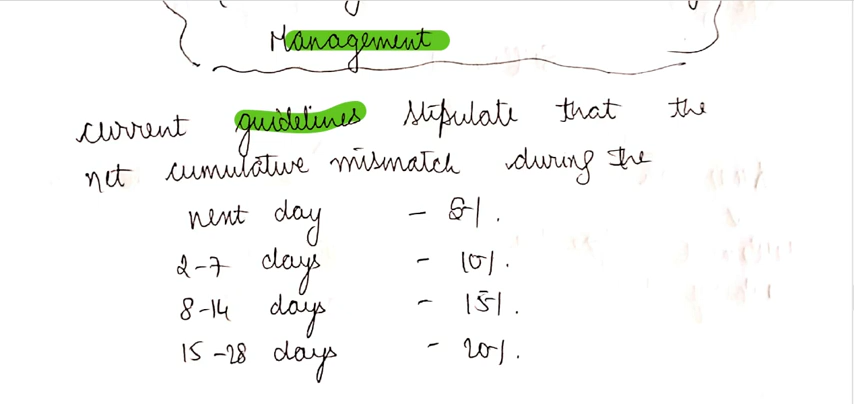 Management
current guidelines stipulate that the
net cumulative mismatch during the
next day - 5%.
2-7 days - 10%.
8-14 days - 15%.
15-28 days - 20%.